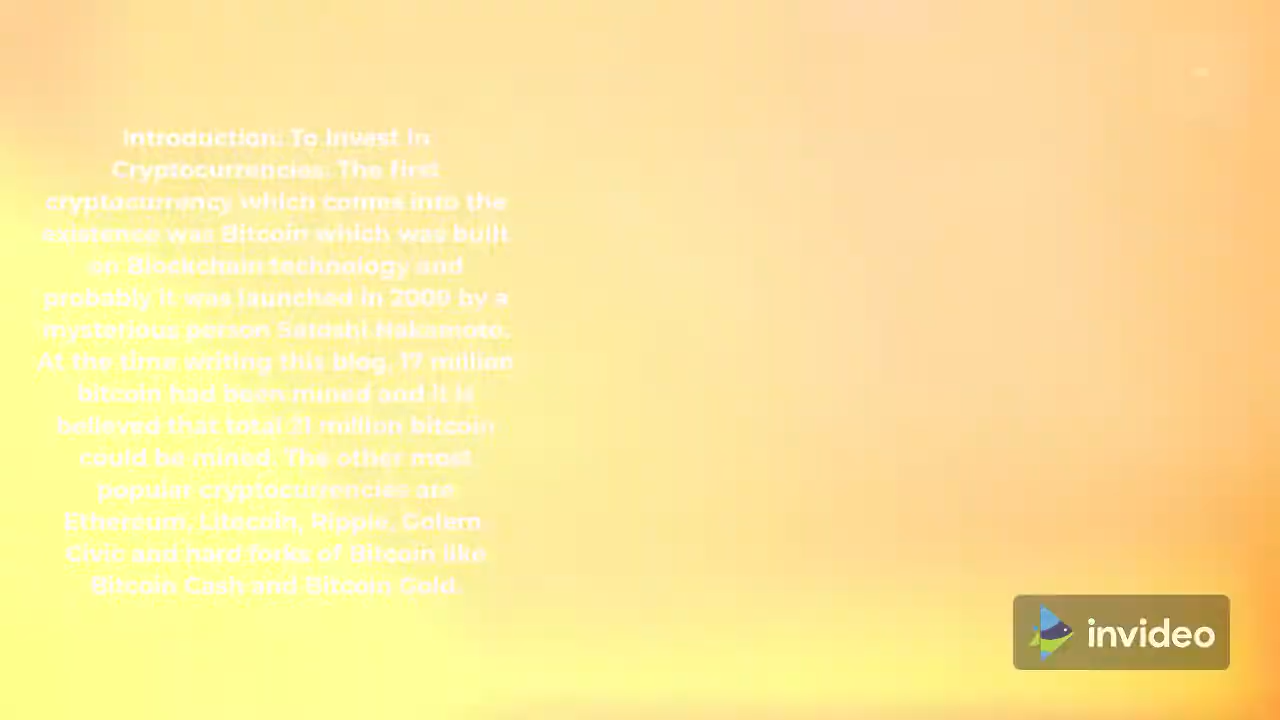 Introduction: To Invest In
Cryptocurrencies: The first
cryptocurrency which comes into the
existence was Bitcoin which was built
on Blockchain technology and
probably it was launched in 2009 by a
mysterious person Satoshi Nakamoto.
At the time writing this blog, 17 million
bitcoin had been mined and it is
believed that total 21 million bitcoin
could be mined. The other most
popular cryptocurrencies are
Ethereum, Litecoin, Ripple, Golem,
Civic and hard forks of Bitcoin like
Bitcoin Cash and Bitcoin Gold.
invideo